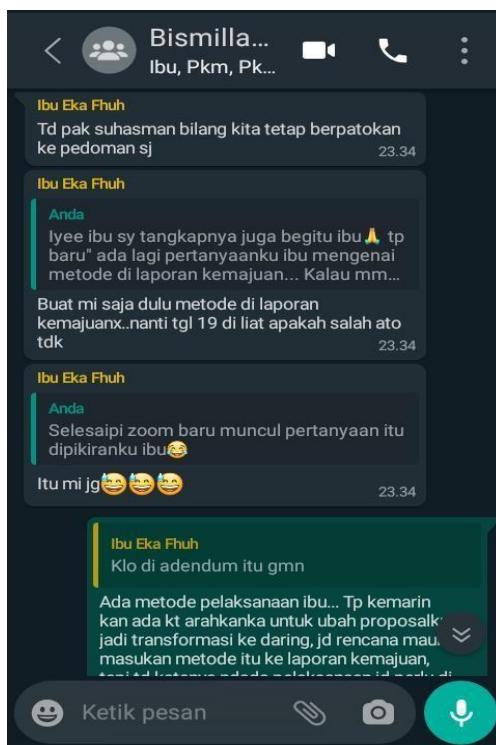 Bismilla...
Ibu, Pkm, Pk...
Ibu Eka Fhuh
Td pak suhasman bilang kita tetap berpatokan
ke pedoman sj
23.34
Ibu Eka Fhuh
Anda
Iyee ibu sy tangkapnya juga begitu ibu🙏 tp
baru" ada lagi pertanyaanku ibu mengenai
metode di laporan kemajuan... Kalau mm...
Buat mi saja dulu metode di laporan
kemajuanx..nanti tgl 19 di liat apakah salah ato
tdk
23.34
Ibu Eka Fhuh
Anda
Selesaipi zoom baru muncul pertanyaan itu
dipikiranku ibu😂
Itu mi jg😅😅😅
23.34
Ibu Eka Fhuh
Klo di adendum itu gmn
Ada metode pelaksanaan ibu... Tp kemarin
kan ada kt arahkanka untuk ubah
jadi transformasi ke daring, jd rencana
masukan metode itu ke laporan kemajuan,
Ketik pesan